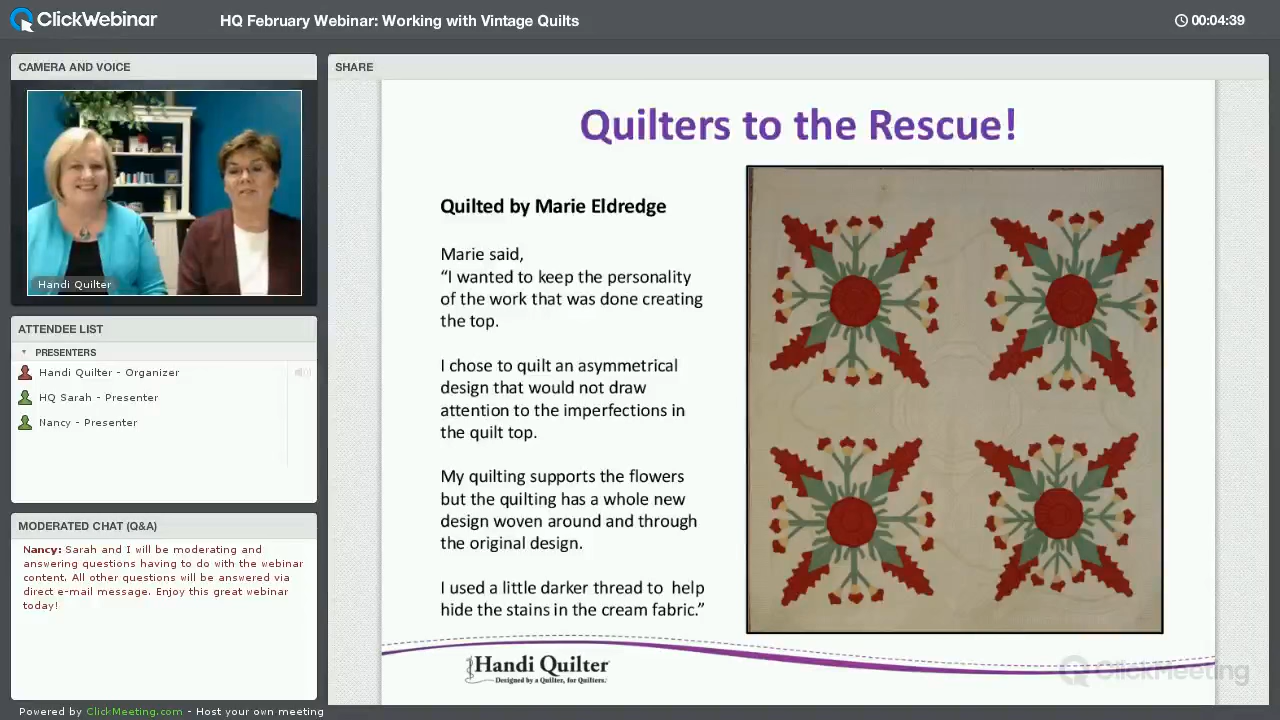 ClickWebinar
HQ February Webinar: Working with Vintage Quilts
00:04:39
CAMERA AND VOICE
Handi Quilter
ATTENDEE LIST
PRESENTERS
Handi Quilter - Organizer
HQ Sarah - Presenter
Nancy - Presenter
MODERATED CHAT (Q&A)
Nancy: Sarah and I will be moderating and
answering questions having to do with the webinar
content. All other questions will be answered via
direct e-mail message. Enjoy this great webinar
today!
Powered by ClickMeeting.com - Host your own meeting
SHARE
Quilters to the Rescue!
Quilted by Marie Eldredge
Marie said,
“I wanted to keep the personality
of the work that was done creating
the top.
I chose to quilt an asymmetrical
design that would not draw
attention to the imperfections in
the quilt top.
My quilting supports the flowers
but the quilting has a whole new
design woven around and through
the original design.
I used a little darker thread to help
hide the stains in the cream fabric.”
Handi Quilter
Designed by a Quilter, for Quilters.
ClickMeeting